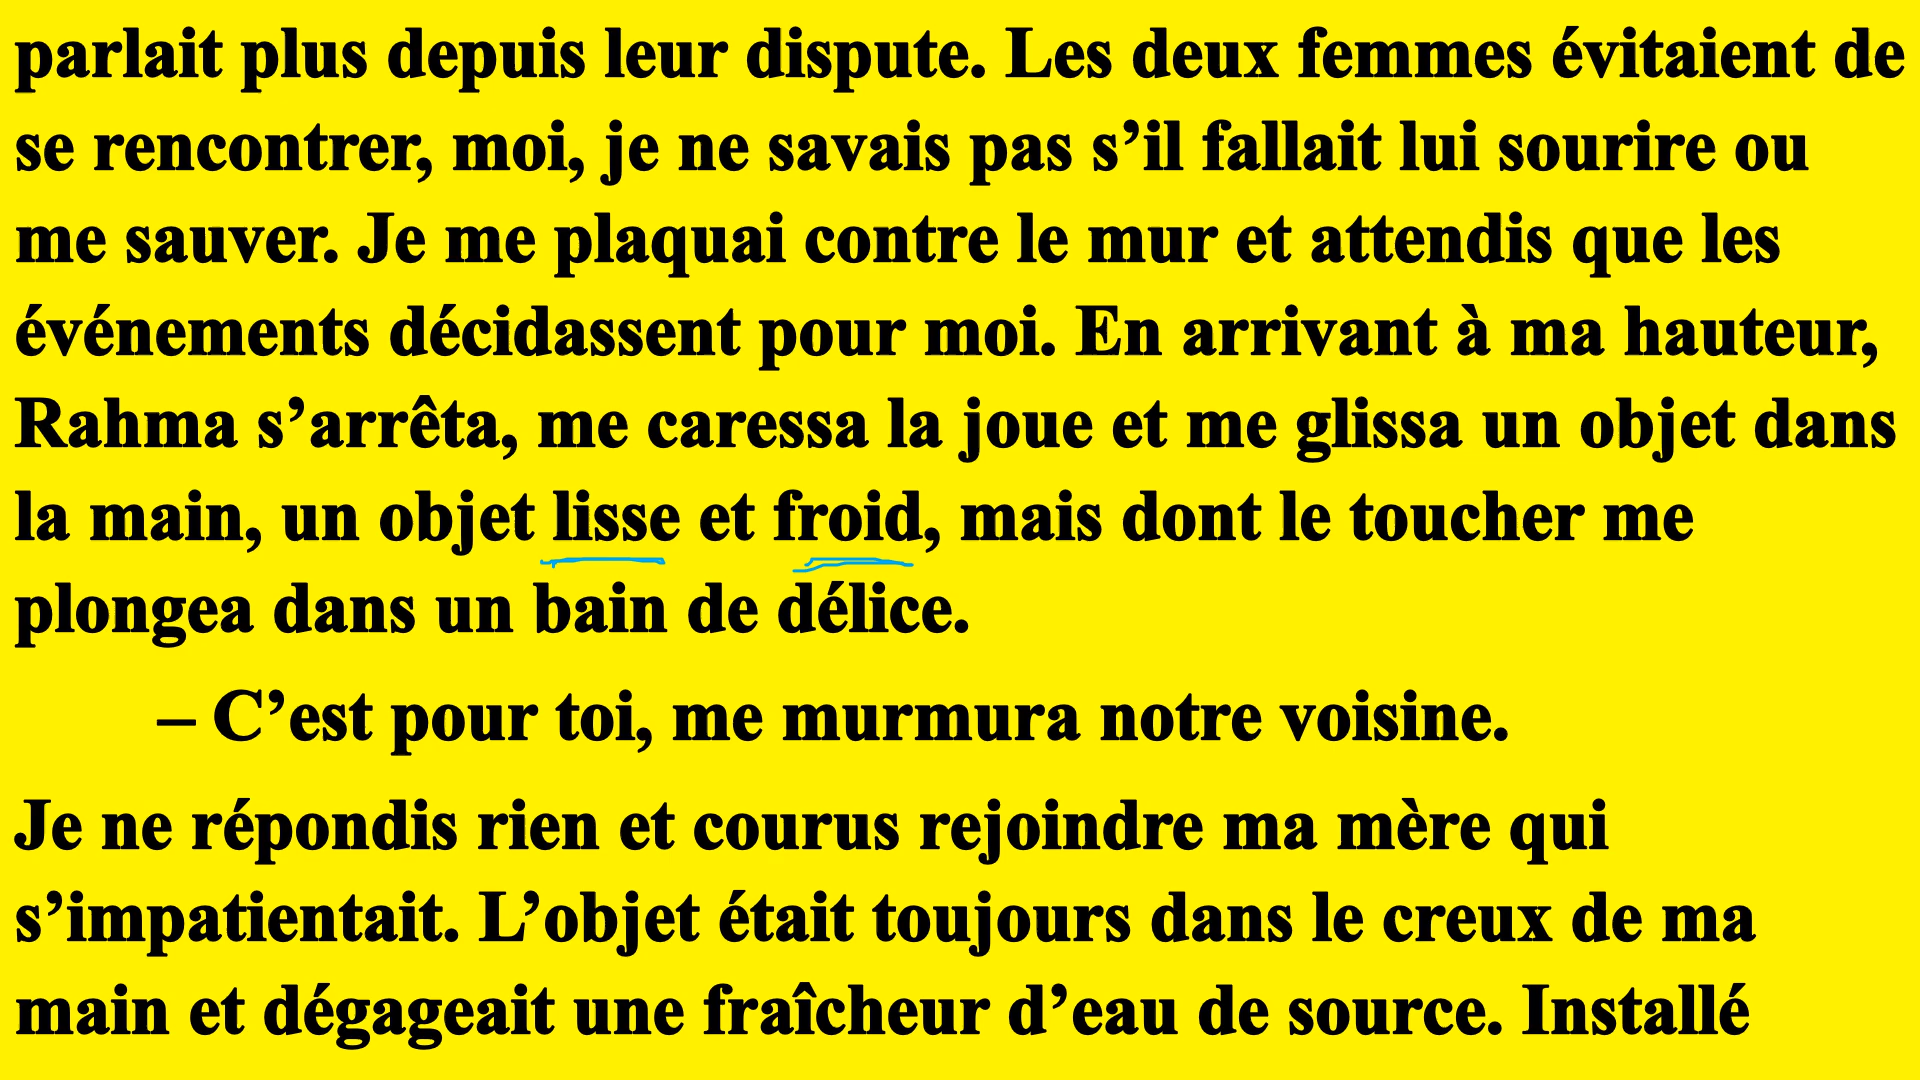 parlait plus depuis leur dispute. Les deux femmes évitaient de
se rencontrer, moi, je ne savais pas s’il fallait lui sourire ou
me sauver. Je me plaquai contre le mur et attendis que les
événements décidassent pour moi. En arrivant à ma hauteur,
Rahma s’arrêta, me caressa la joue et me glissa un objet dans
la main, un objet lisse et froid, mais dont le toucher me
plongea dans un bain de délice.
– C’est pour toi, me murmura notre voisine.
Je ne répondis rien et courus rejoindre ma mère qui
s’impatientait. L’objet était toujours dans le creux de ma
main et dégageait une fraîcheur d’eau de source. Installé